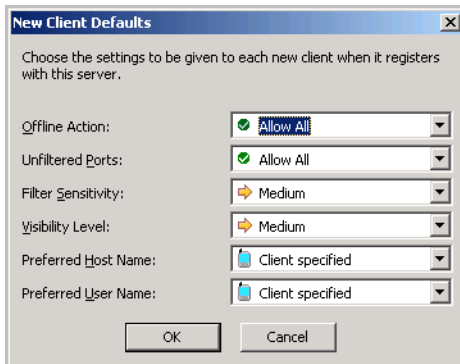 New Client Defaults
Choose the settings to be given to each new client when it registers
with this server.
Offline Action: Allow All
Unfiltered Ports: Allow All
Filter Sensitivity: Medium
Visibility Level: Medium
Preferred Host Name: Client specified
Preferred User Name: Client specified
OK Cancel